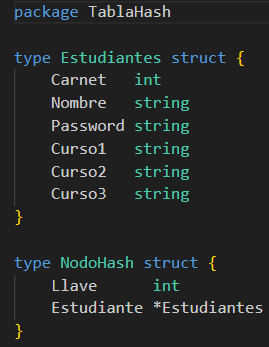 package TablaHash
type Estudiantes struct {
    Carnet   int
    Nombre   string
    Password string
    Curso1   string
    Curso2   string
    Curso3   string
}
type NodoHash struct {
    Llave      int
    Estudiante *Estudiantes
}